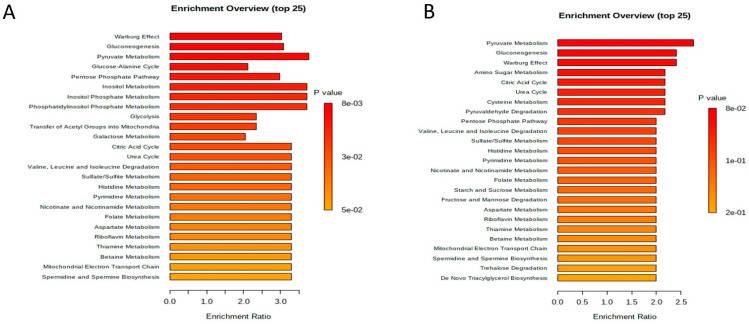 A
Enrichment Overview (top 25)
Warburg Effect
Gluconeogenesis
Pyruvate Metabolism
Glucose-Alanine Cycle
Pentose Phosphate Pathway
Inositol Metabolism
Inositol Phosphate Metabolism
Phosphatidylinositol Phosphate Metabolism
Glycolysis
Transfer of Acetyl Groups into Mitochondria
Galactose Metabolism
Citric Acid Cycle
Urea Cycle
Valine, Leucine and Isoleucine Degradation
Sulfate/Sulfite Metabolism
Histidine Metabolism
Pyrimidine Metabolism
Nicotinate and Nicotinamide Metabolism
Folate Metabolism
Aspartate Metabolism
Riboflavin Metabolism
Thiamine Metabolism
Betaine Metabolism
Mitochondrial Electron Transport Chain
Spermidine and Spermine Biosynthesis
0.0 1.0 2.0 3.0
Enrichment Ratio
P value
8e-03
3e-02
5e-02
B
Enrichment Overview (top 25)
Pyruvate Metabolism
Gluconeogenesis
Warburg Effect
Amino Sugar Metabolism
Citric Acid Cycle
Urea Cycle
Cysteine Metabolism
Pyruvaldehyde Degradation
Pentose Phosphate Pathway
Valine, Leucine and Isoleucine Degradation
Sulfate/Sulfite Metabolism
Histidine Metabolism
Pyrimidine Metabolism
Nicotinate and Nicotinamide Metabolism
Folate Metabolism
Starch and Sucrose Metabolism
Fructose and Mannose Degradation
Aspartate Metabolism
Riboflavin Metabolism
Thiamine Metabolism
Betaine Metabolism
Mitochondrial Electron Transport Chain
Spermidine and Spermine Biosynthesis
Trehalose Degradation
De Novo Triacylglycerol Biosynthesis
0.0 0.5 1.0 1.5 2.0 2.5
Enrichment Ratio
P value
8e-02
1e-01
2e-01